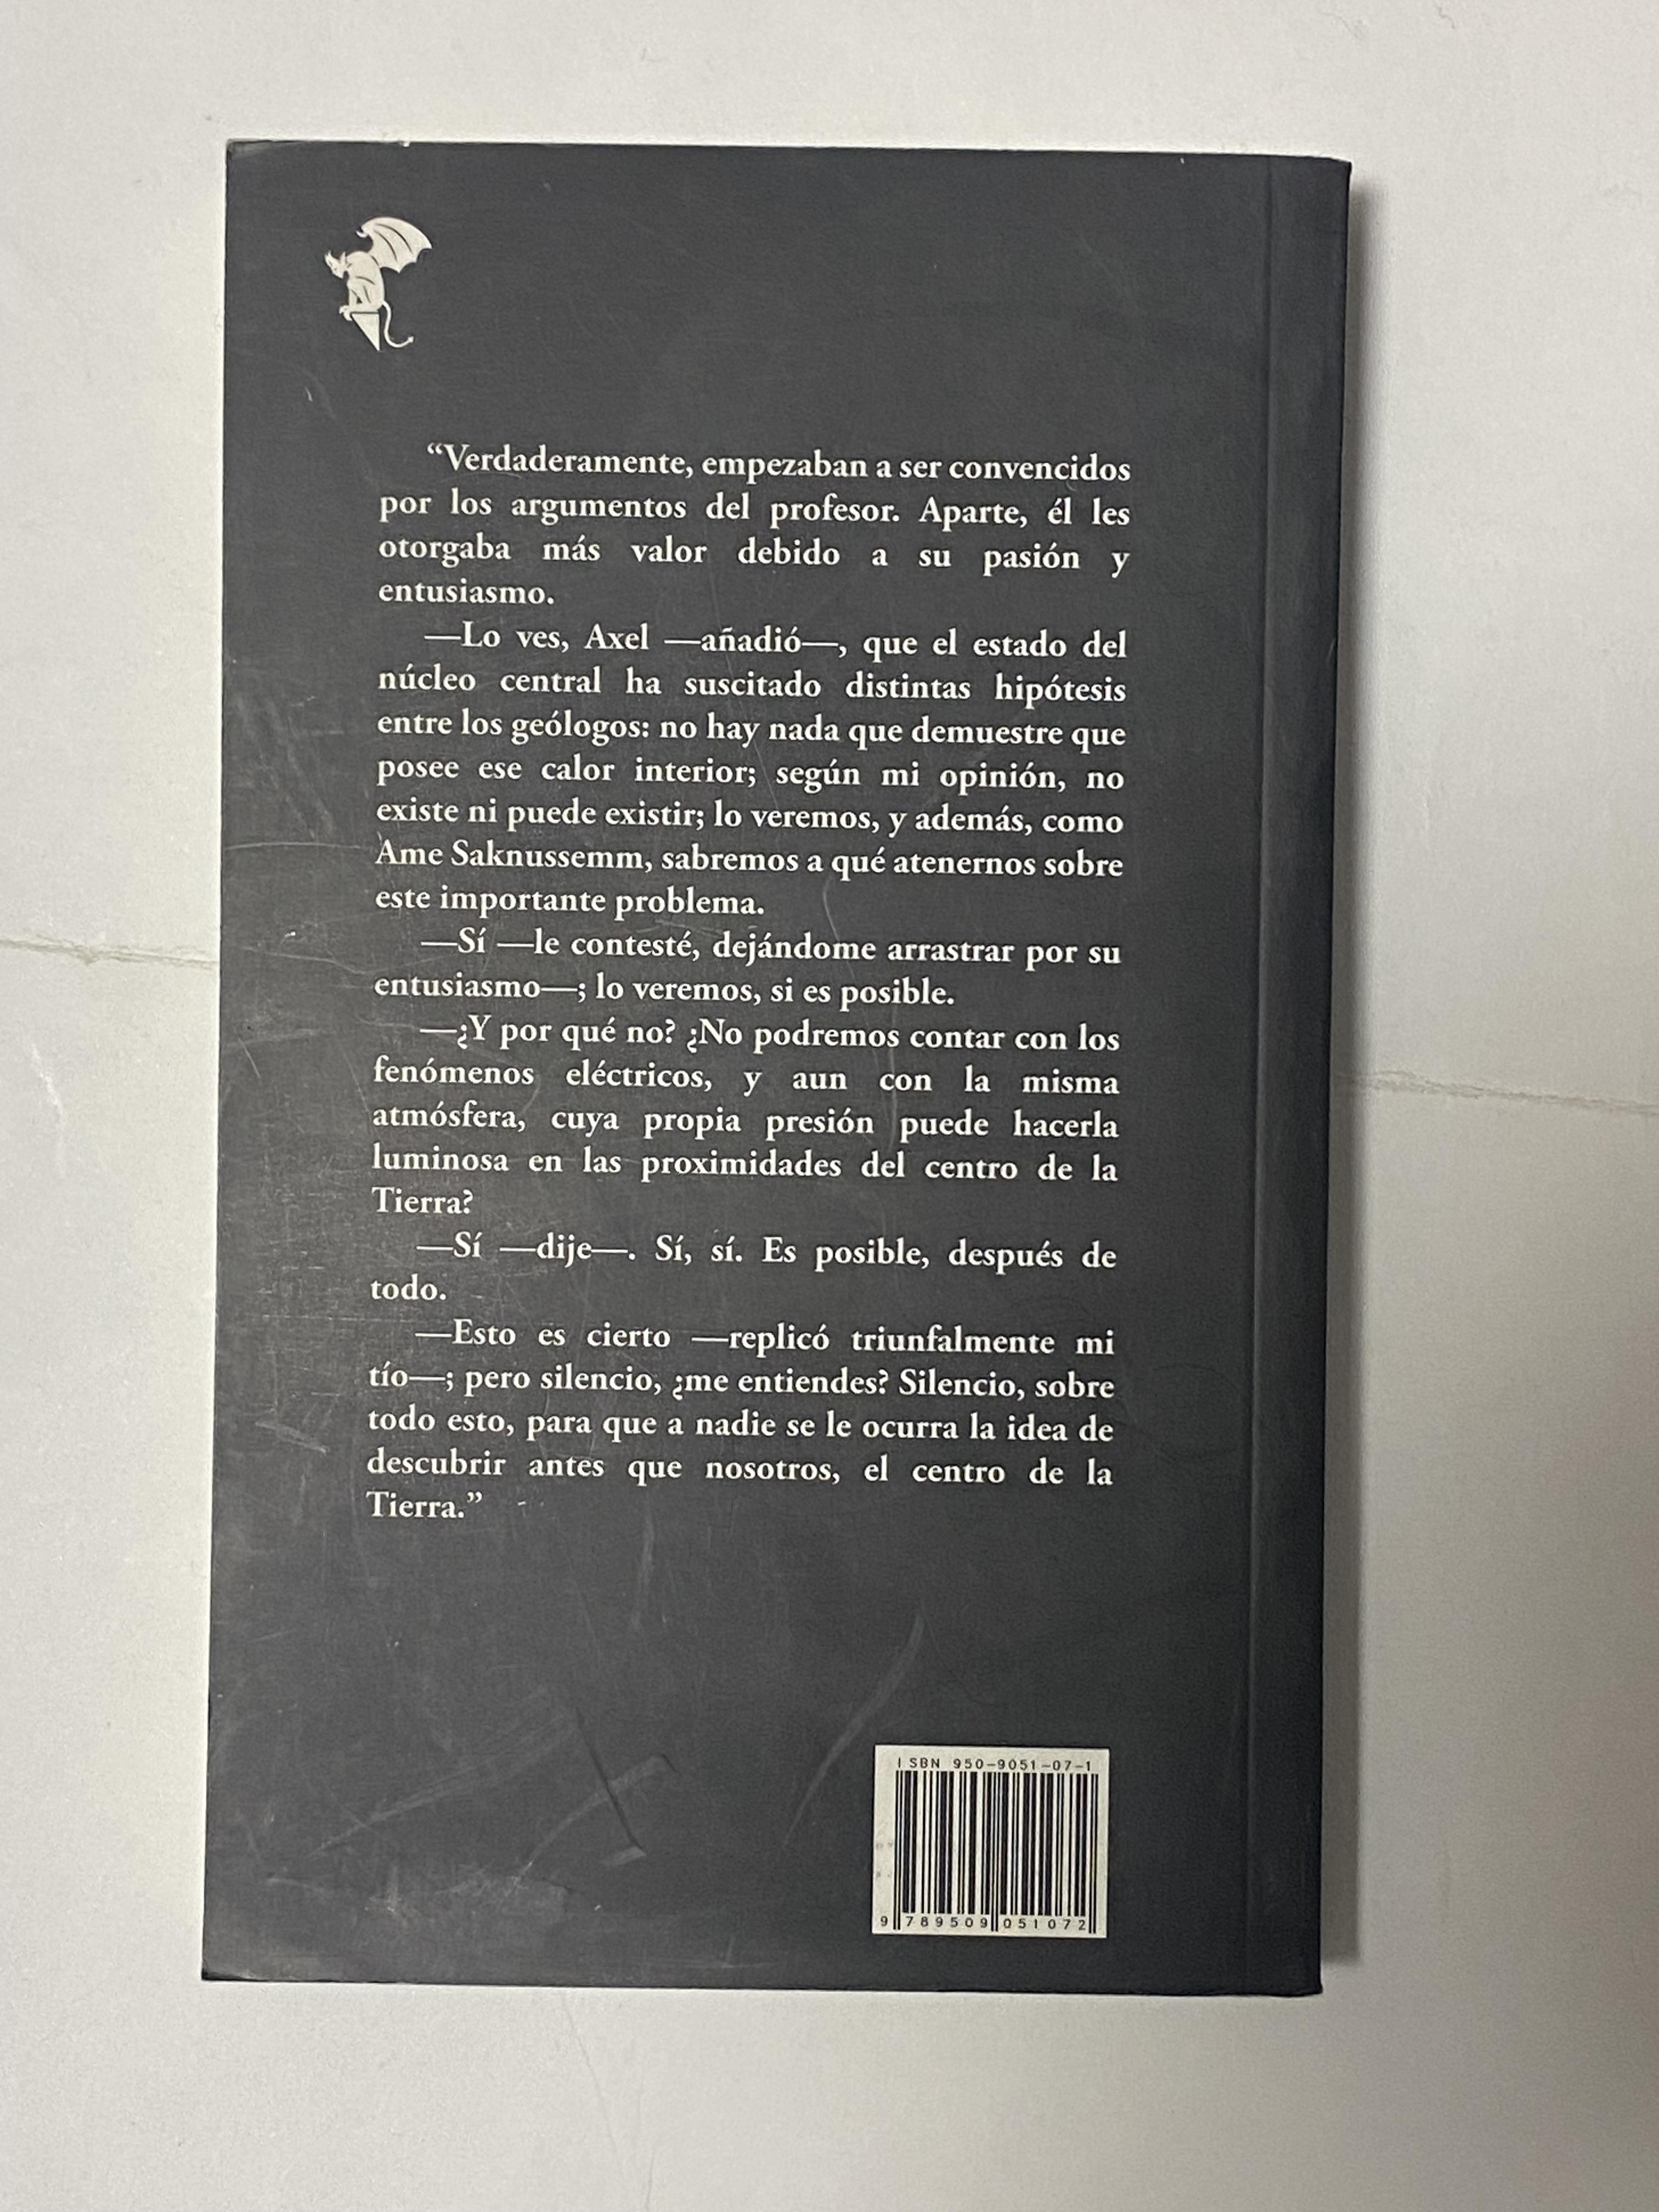 “Verdaderamente, empezaban a ser convencidos
por los argumentos del profesor. Aparte, él les
otorgaba más valor debido a su pasión y
entusiasmo.
—Lo ves, Axel —añadió—, que el estado del
núcleo central ha suscitado distintas hipótesis
entre los geólogos: no hay nada que demuestre que
posee ese calor interior; según mi opinión, no
existe ni puede existir; lo veremos, y además, como
Ame Saknussemm, sabremos a qué atenernos sobre
este importante problema.
—Sí —le contesté, dejándome arrastrar por su
entusiasmo—; lo veremos, si es posible.
—¿Y por qué no? ¿No podremos contar con los
fenómenos eléctricos, y aun con la misma
atmósfera, cuya propia presión puede hacerla
luminosa en las proximidades del centro de la
Tierra?
—Sí —dije—. Sí, sí. Es posible, después de
todo.
—Esto es cierto —replicó triunfalmente mi
tío—; pero silencio, ¿me entiendes? Silencio, sobre
todo esto, para que a nadie se le ocurra la idea de
descubrir antes que nosotros, el centro de la
Tierra.”
ISBN 950-9051-07-1
9 789509 051072